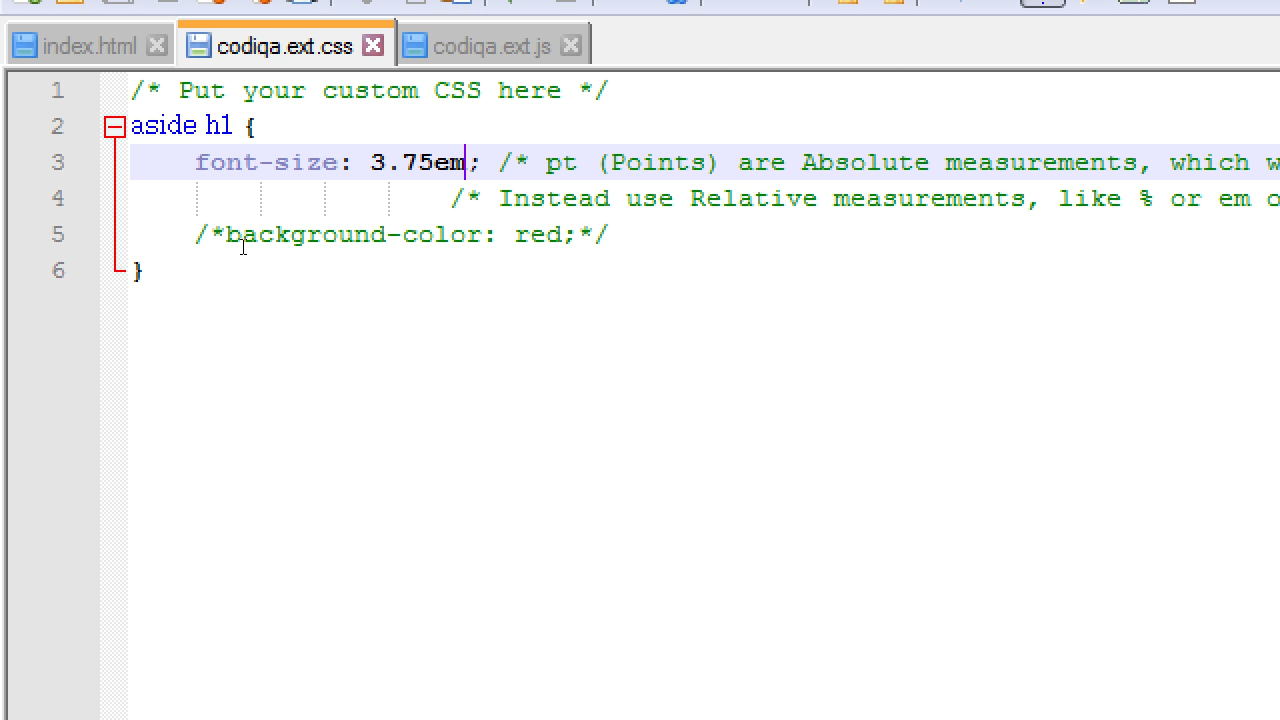 index.html codiqa.ext.css codiqa.ext.js
1 /* Put your custom CSS here */
2 aside h1 {
3 font-size: 3.75em; /* pt (Points) are Absolute measurements, which
4 /* Instead use Relative measurements, like % or em
5 /*background-color: red;*/
6 }